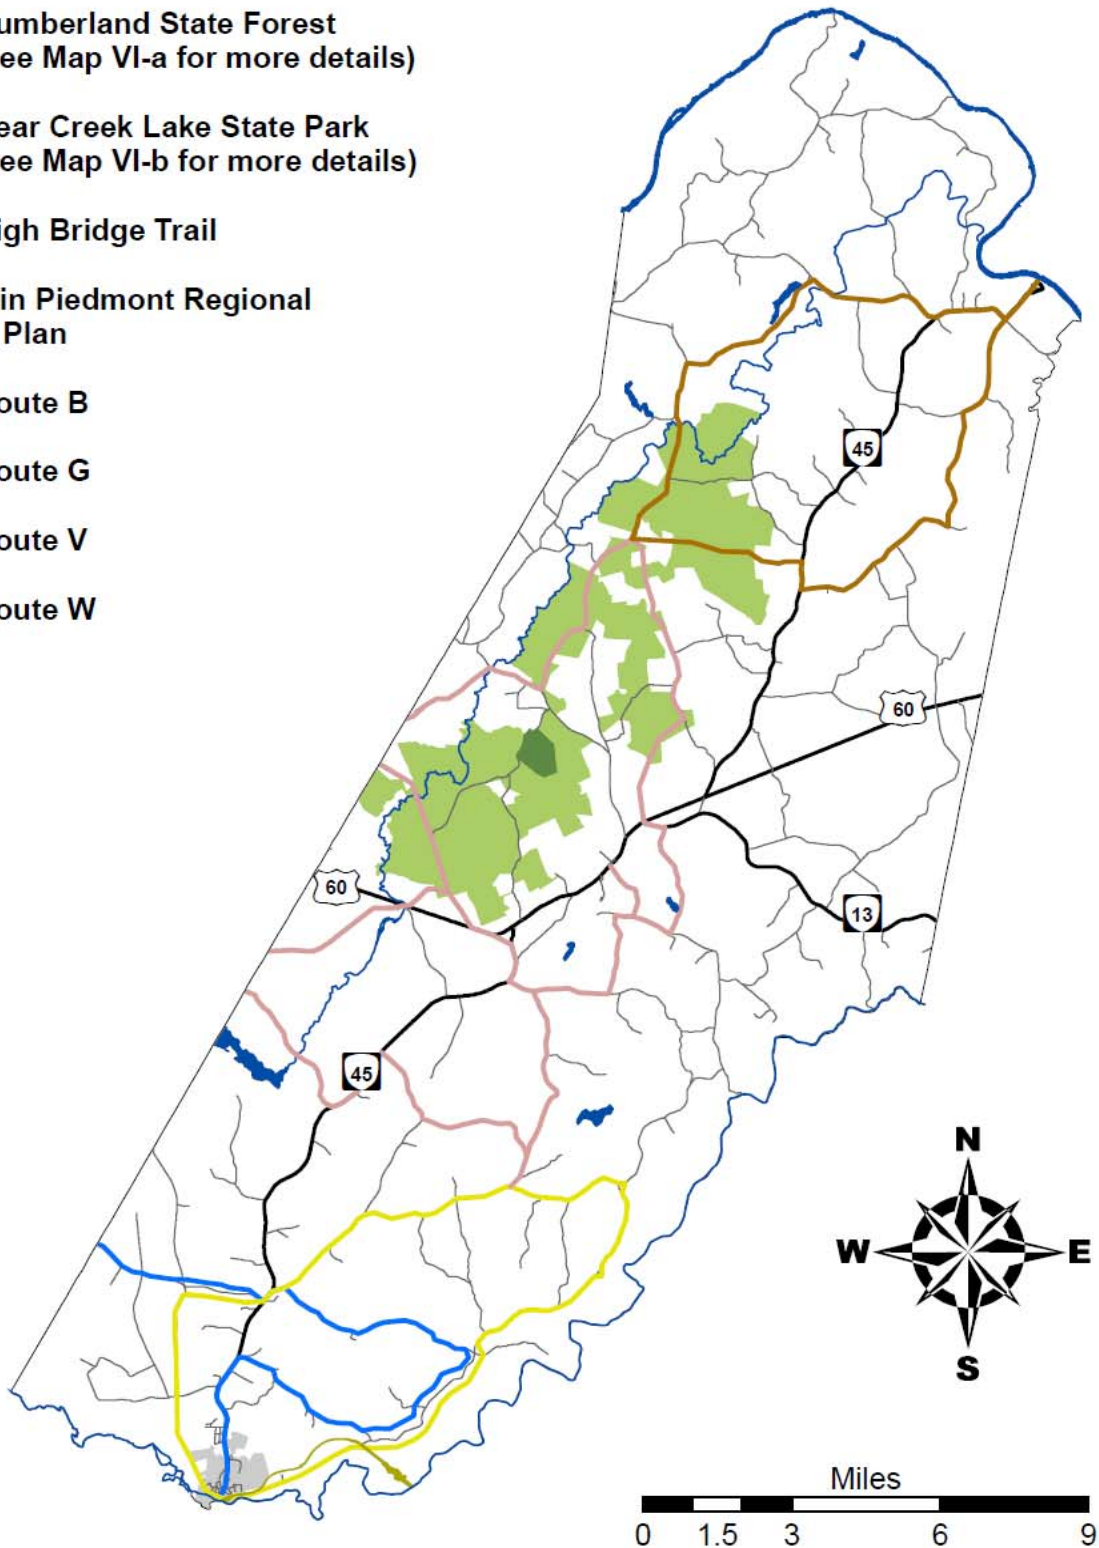 umberland State Forest
ee Map VI-a for more details)
ear Creek Lake State Park
ee Map VI-b for more details)
igh Bridge Trail
in Piedmont Regional
Plan
oute B
oute G
oute V
oute W
45
60
60
13
45
N
W E
S
Miles
0 1.5 3 6 9